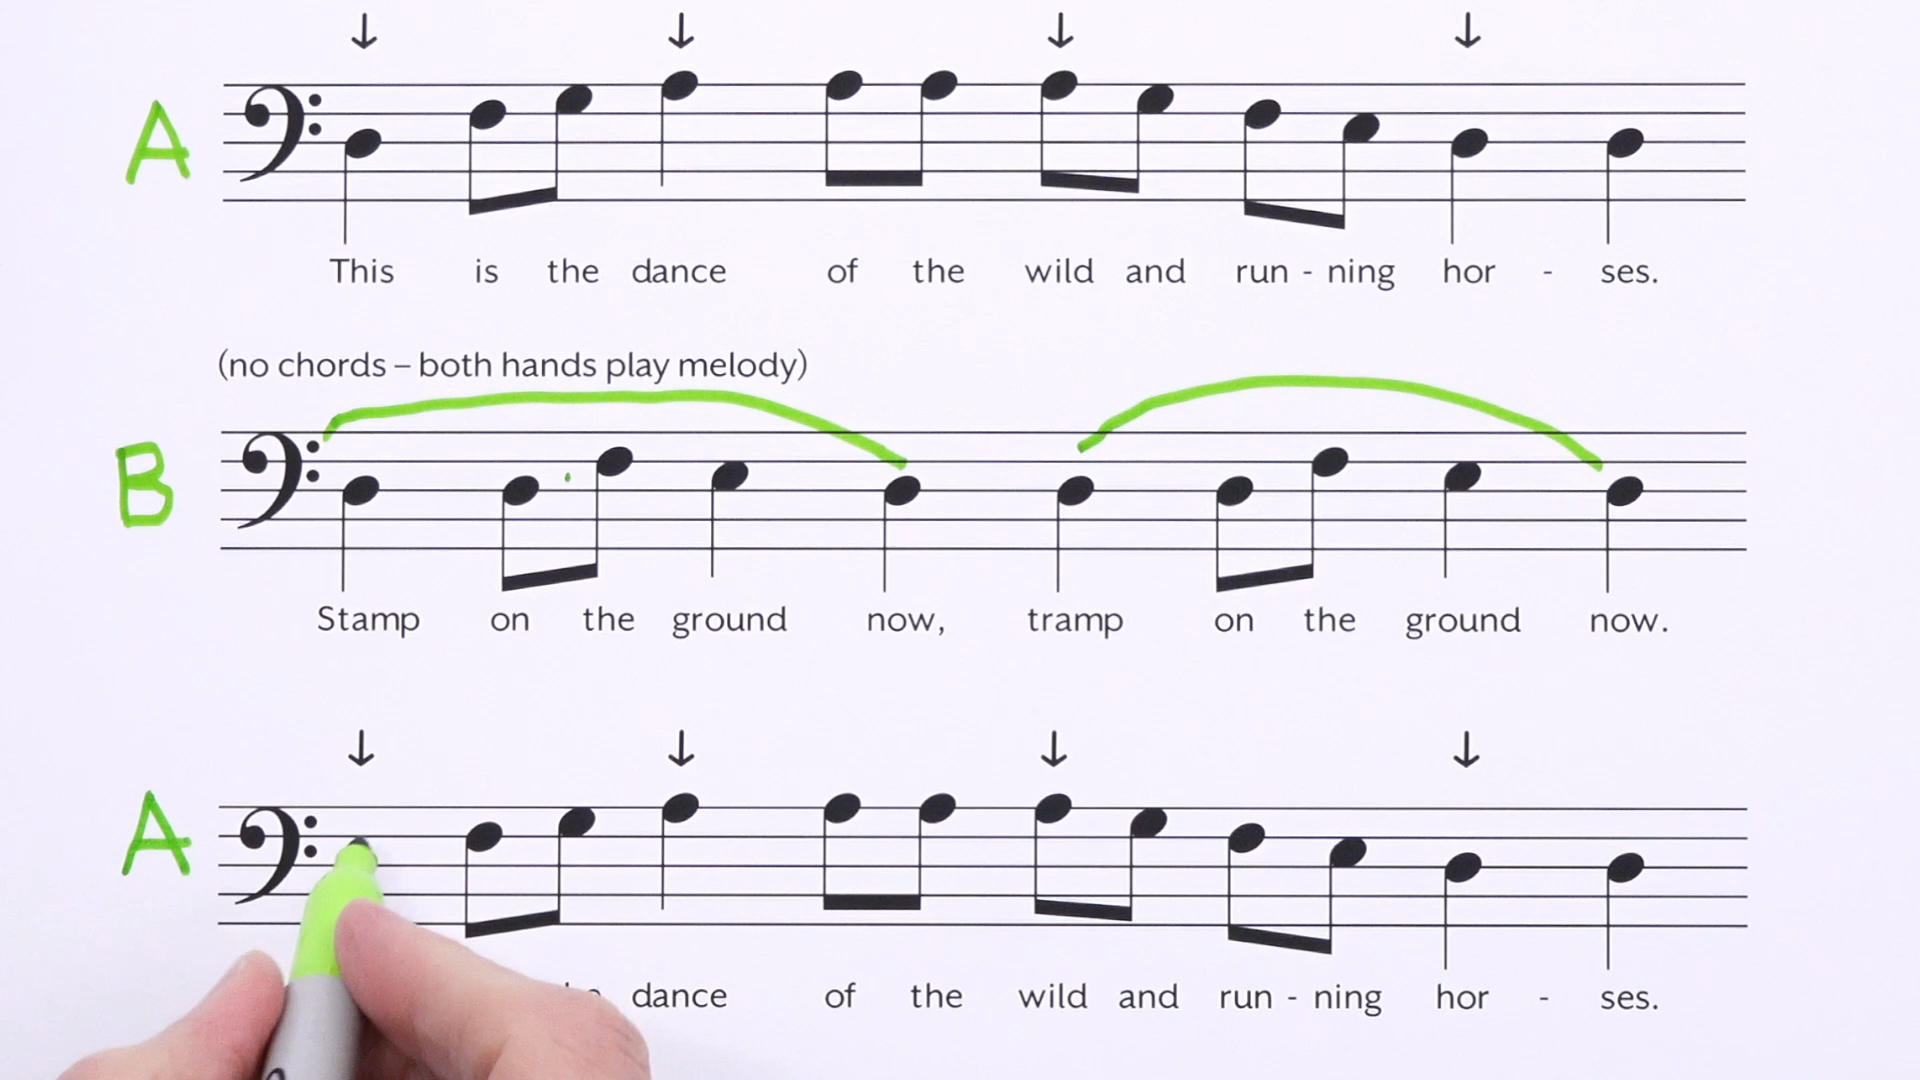 A
This is the dance of the wild and run - ning hor - ses.
(no chords – both hands play melody)
B
Stamp on the ground now, tramp on the ground now.
A
dance of the wild and run - ning hor - ses.